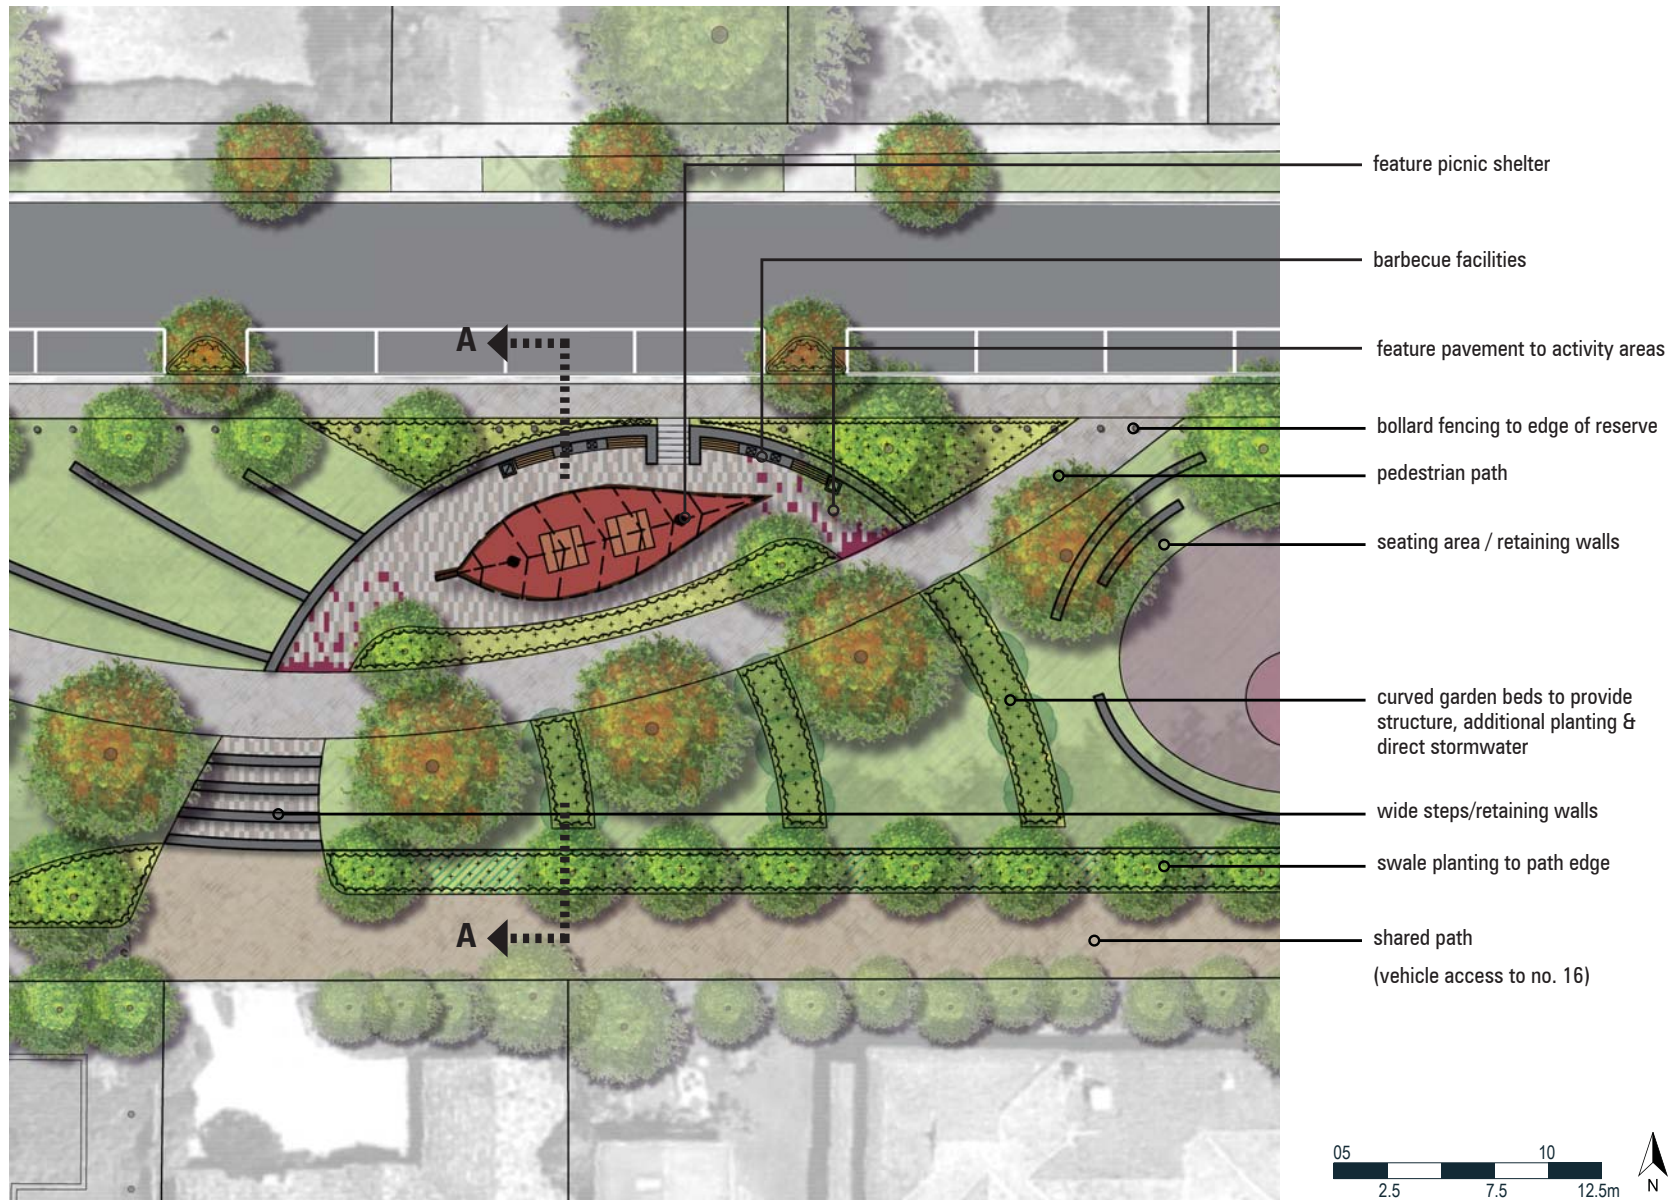 feature picnic shelter
barbecue facilities
feature pavement to activity areas
A
bollard fencing to edge of reserve
pedestrian path
seating area / retaining walls
curved garden beds to provide
structure, additional planting &
direct stormwater
wide steps/retaining walls
swale planting to path edge
A
shared path
(vehicle access to no. 16)
05 10
2.5 7.5 12.5m
N